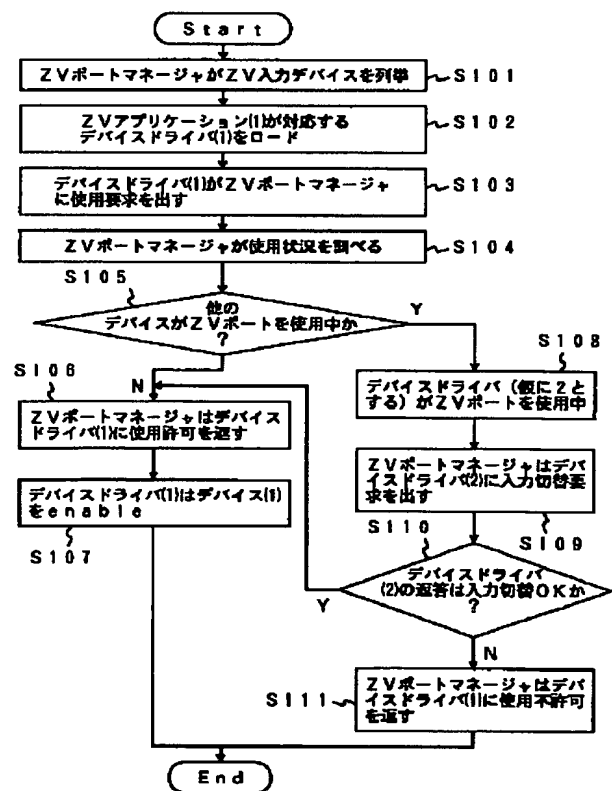 Start
ZVポートマネージャがZV入力デバイスを列挙
S101
ZVアプリケーション(1)が対応する
デバイスドライバ(1)をロード
S102
デバイスドライバ(1)がZVポートマネージャ
に使用要求を出す
S103
ZVポートマネージャが使用状況を調べる
S104
S105
他の
デバイスがZVポートを使用中か
?
Y
N
S106
ZVポートマネージャはデバイス
ドライバ(1)に使用許可を返す
デバイスドライバ(1)はデバイス(1)
をenable
S107
S108
デバイスドライバ(仮に2と
する)がZVポートを使用中
ZVポートマネージャはデバ
イスドライバ(2)に入力切替要
求を出す
S109
S110
デバイスドライバ
(2)の返答は入力切替OKか
?
Y
N
S111
ZVポートマネージャはデバ
イスドライバ(1)に使用不許可
を返す
End